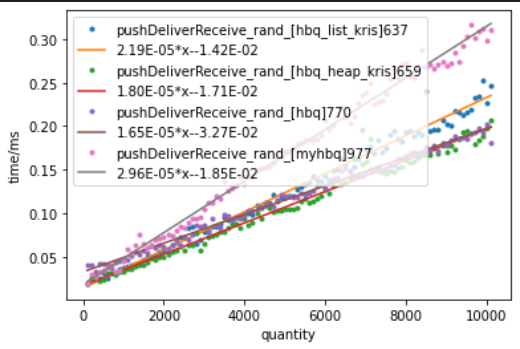 pushDeliverReceive_rand_[hbq_list_kris]637
2.19E-05*x--1.42E-02
pushDeliverReceive_rand_[hbq_heap_kris]659
1.80E-05*x--1.71E-02
pushDeliverReceive_rand_[hbq]770
1.65E-05*x--3.27E-02
pushDeliverReceive_rand_[myhbq]977
2.96E-05*x--1.85E-02
0.30
0.25
0.20
0.15
0.10
0.05
time/ms
0 2000 4000 6000 8000 10000
quantity